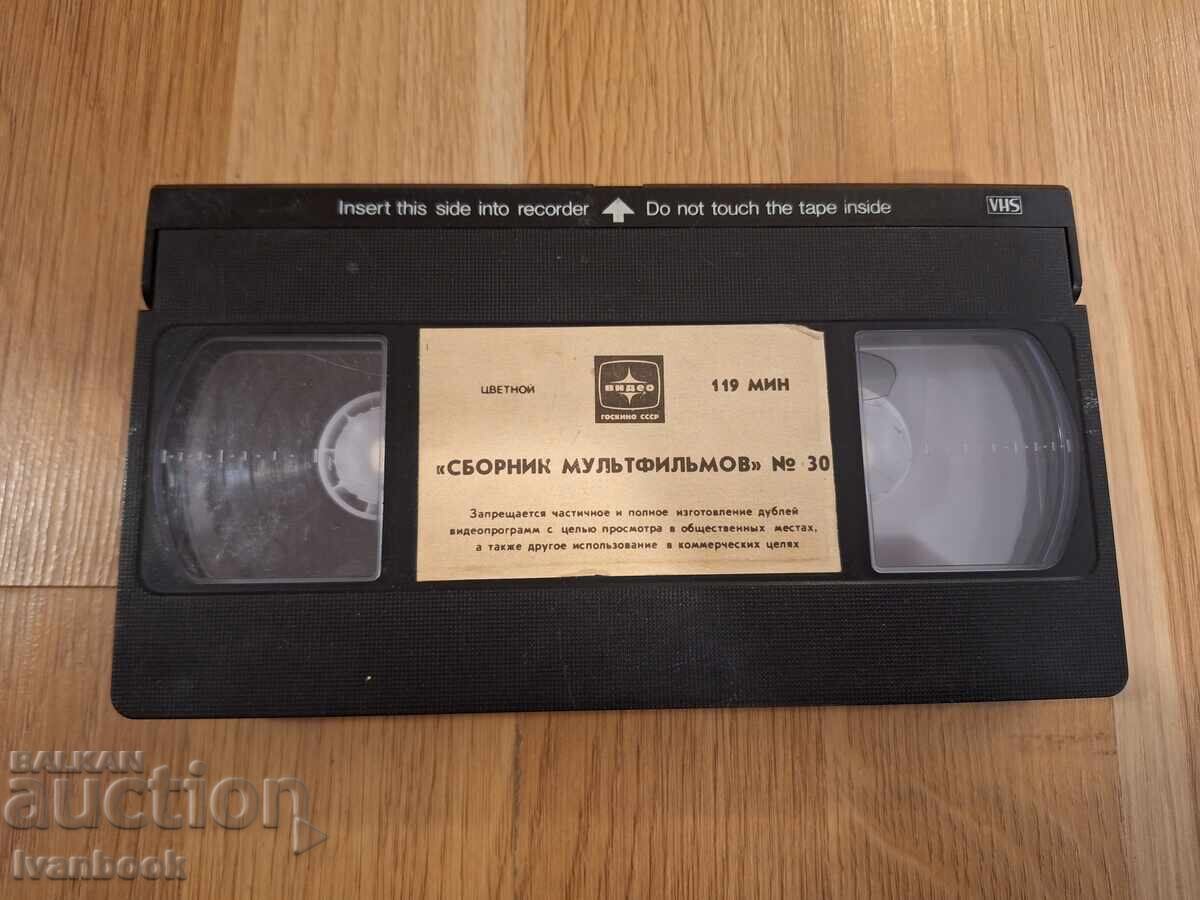 Insert this side into recorder Do not touch the tape inside VHS
ЦВЕТНОЙ
ВИДЕО
ГОСКИНО СССР
119 МИН
«СБОРНИК МУЛЬТФИЛЬМОВ» № 30
Запрещается частичное и полное изготовление дублей
видеопрограмм с целью просмотра в общественных местах,
а также другое использование в коммерческих целях
BALKAN
auction
Ivanbook